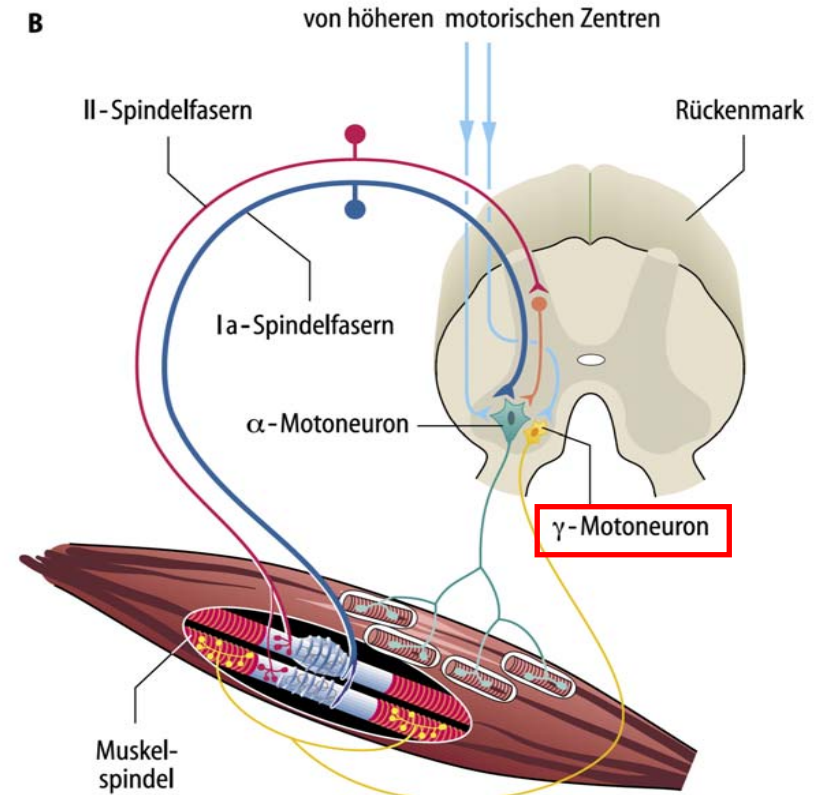 B
von höheren motorischen Zentren
II-Spindelfasern
Rückenmark
Ia-Spindelfasern
α-Motoneuron
γ-Motoneuron
Muskel-
spindel